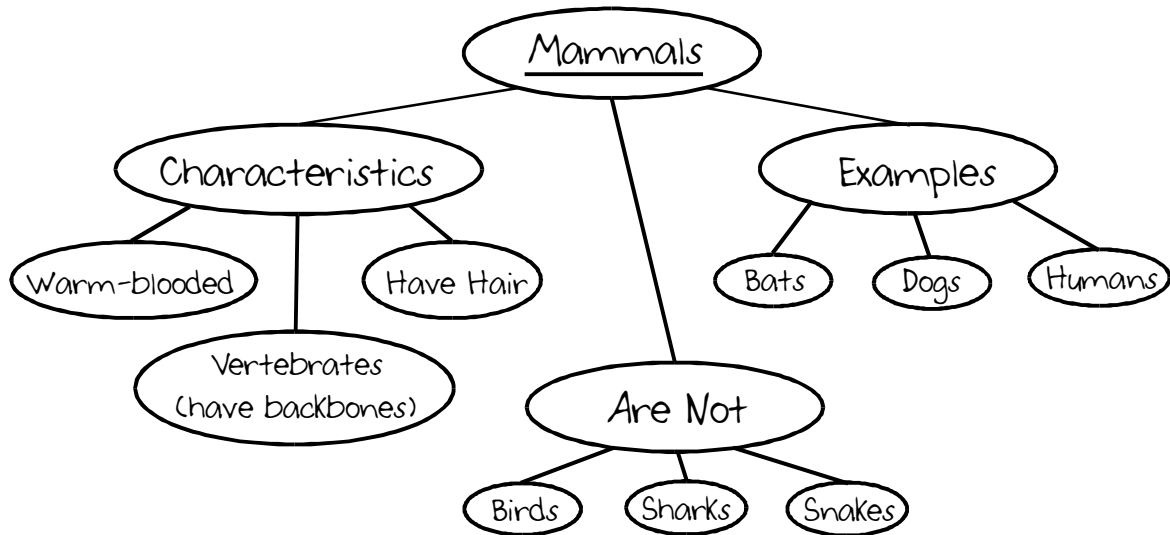 Mammals
Characteristics
Examples
Warm-blooded
Have Hair
Bats
Dogs
Humans
Vertebrates
(have backbones)
Are Not
Birds
Sharks
Snakes